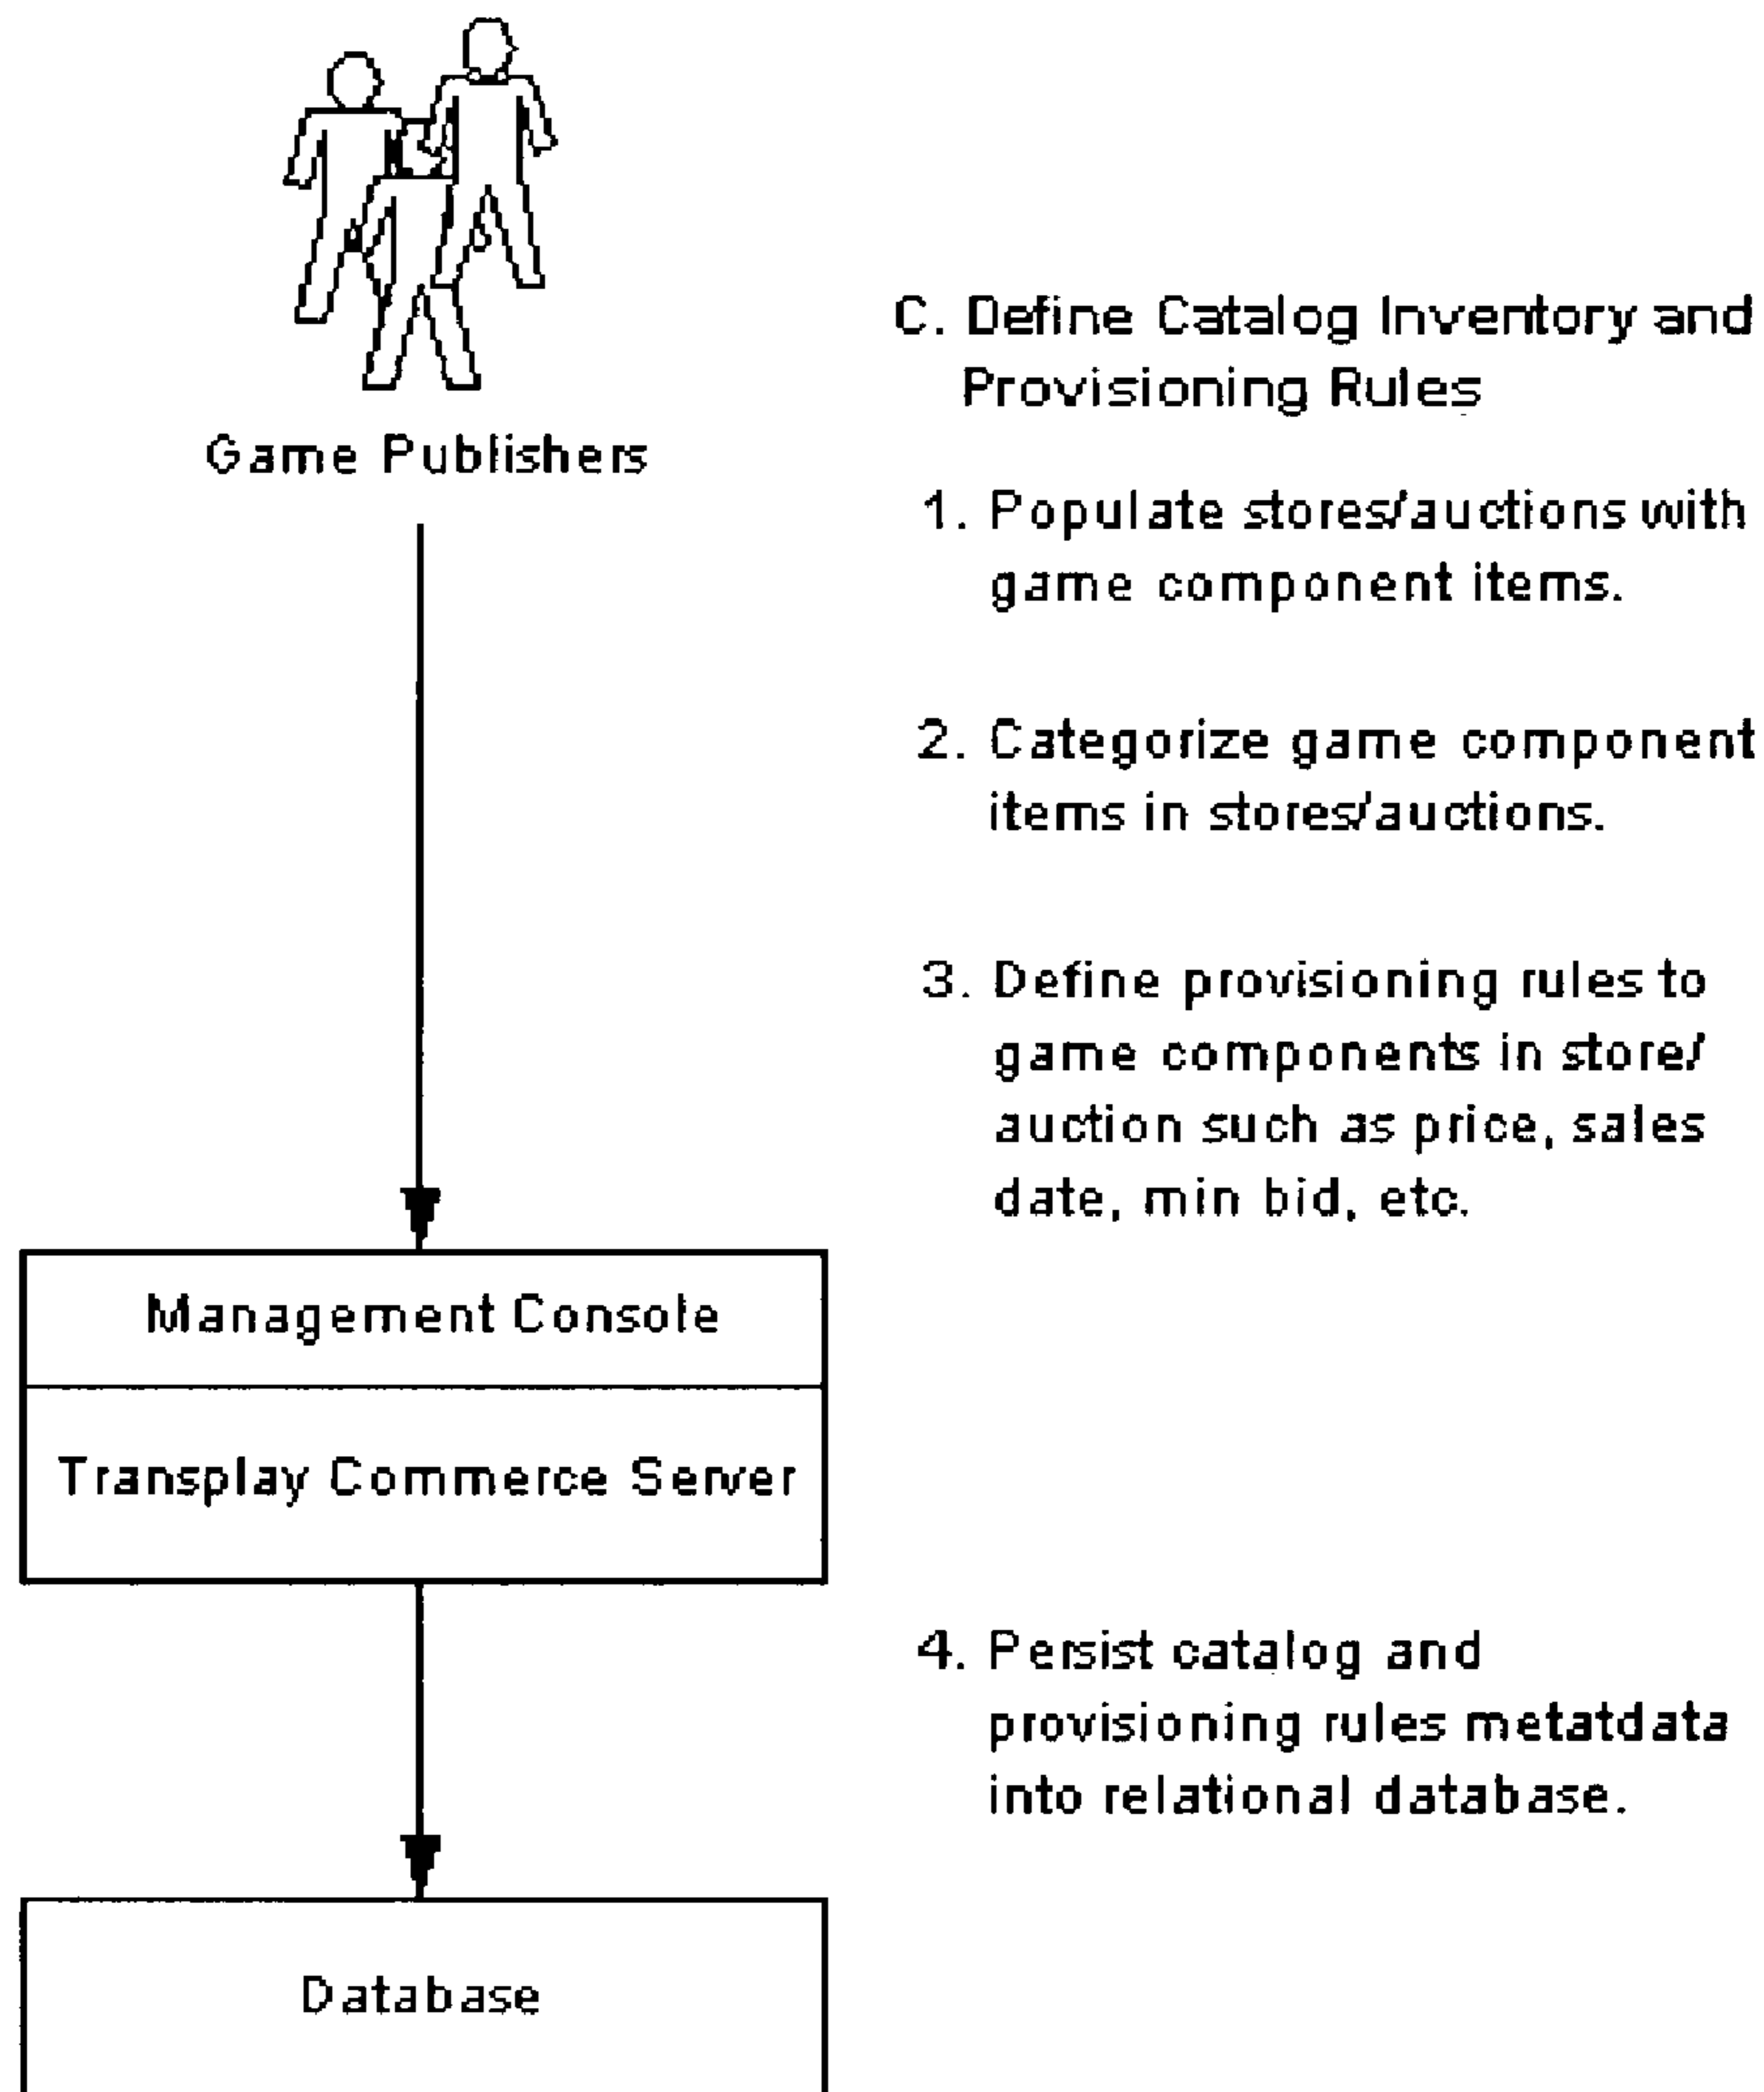 C. Define Catalog Inventory and
Provisioning Rules
Game Publishers
1. Populate stores/auctions with
game component items.
2. Categorize game component
items in stores/auctions.
3. Define provisioning rules to
game components in store/
auction such as price, sales
date, min bid, etc.
Management Console
Transplay Commerce Server
4. Persist catalog and
provisioning rules metatdata
into relational database.
Database